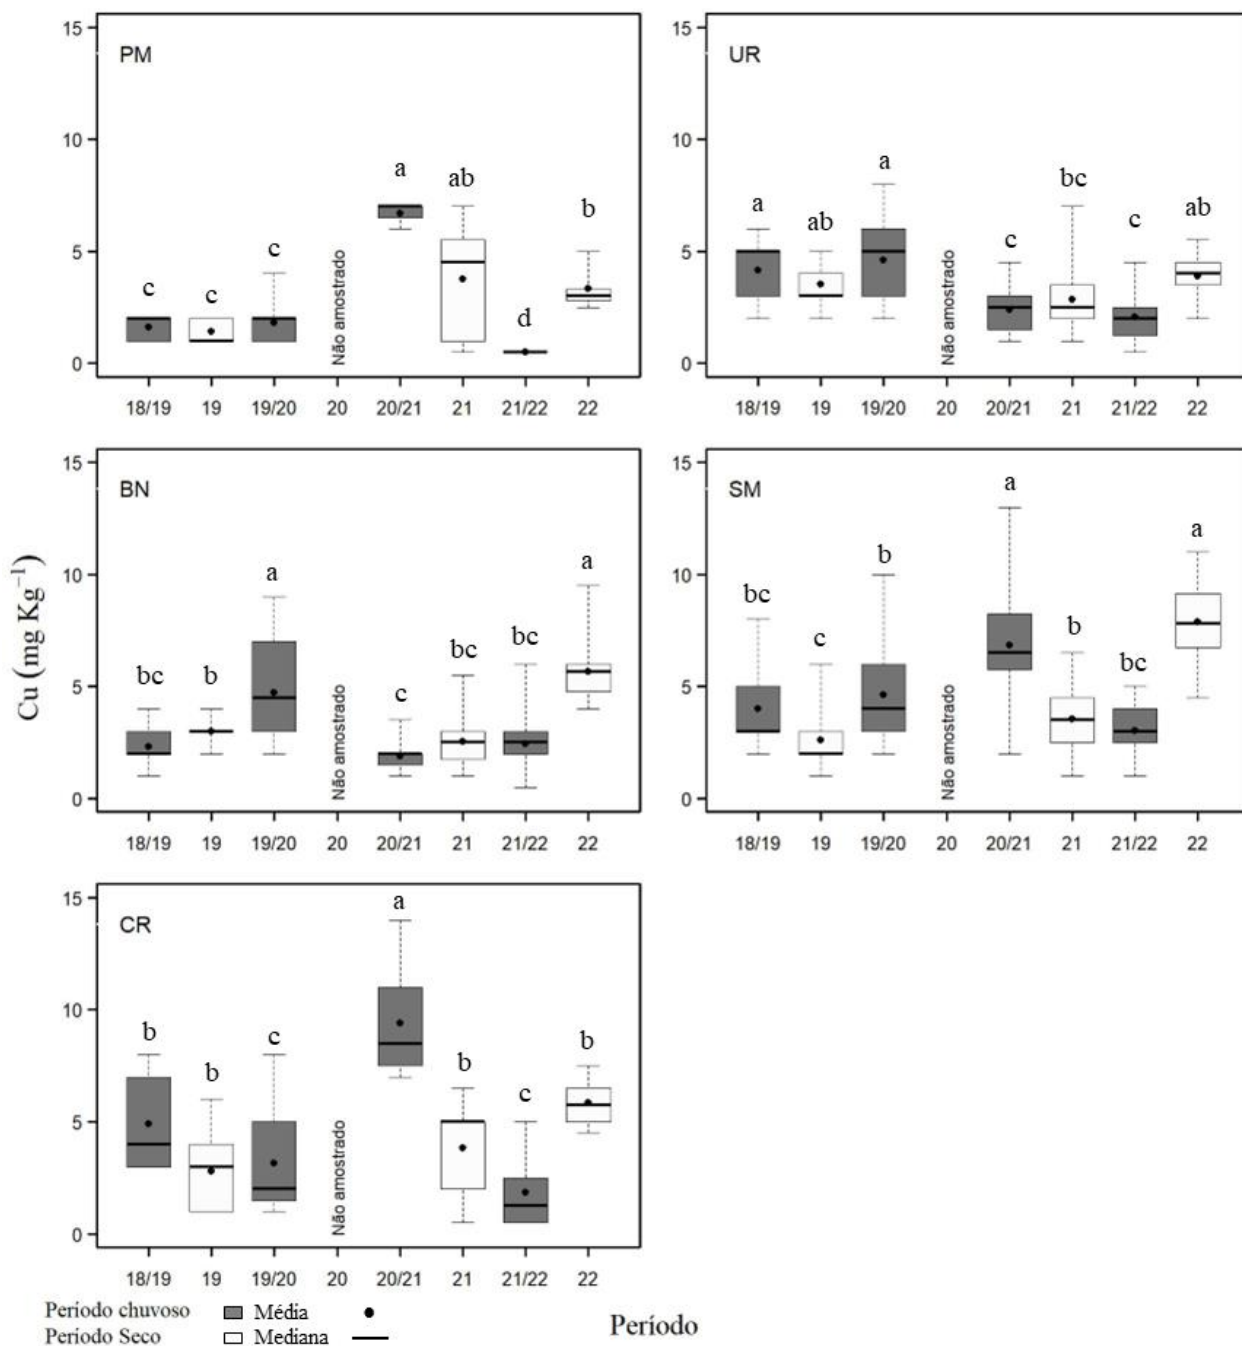 15
10
5
0
PM
c
c
c
Não amostrado
a
ab
d
b
18/19 19 19/20 20 20/21 21 21/22 22
15
10
5
0
UR
a
ab
a
Não amostrado
c
bc
c
ab
18/19 19 19/20 20 20/21 21 21/22 22
Cu (mg Kg⁻¹)
15
10
5
0
BN
bc
b
a
Não amostrado
c
bc
bc
a
18/19 19 19/20 20 20/21 21 21/22 22
15
10
5
0
SM
bc
c
b
Não amostrado
a
b
bc
a
18/19 19 19/20 20 20/21 21 21/22 22
15
10
5
0
CR
b
b
c
Não amostrado
a
b
c
b
18/19 19 19/20 20 20/21 21 21/22 22
Periodo chuvoso Média
Periodo Seco Mediana
Período